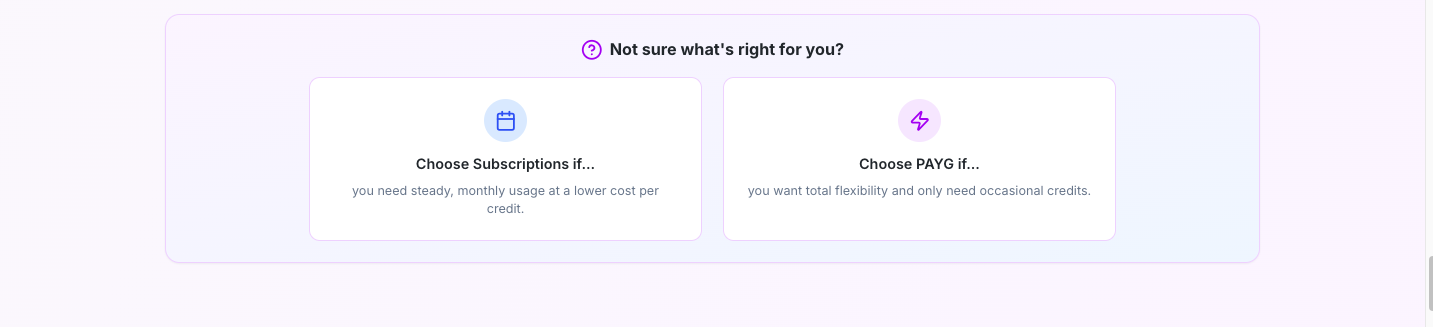 Not sure what's right for you?
Choose Subscriptions if...
you need steady, monthly usage at a lower cost per
credit.
Choose PAYG if...
you want total flexibility and only need occasional credits.